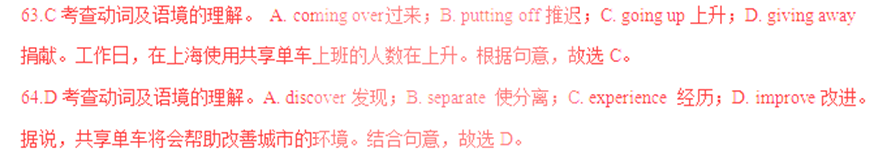 63.C 考查动词及语境的理解。 A. coming over过来；B. putting off 推迟；C. going up 上升；D. giving away
捐献。工作日，在上海使用共享单车上班的人数在上升。根据句意，故选 C。
64.D 考查动词及语境的理解。A. discover 发现；B. separate 使分离；C. experience 经历；D. improve 改进。
据说，共享单车将会帮助改善城市的环境。结合句意，故选 D。